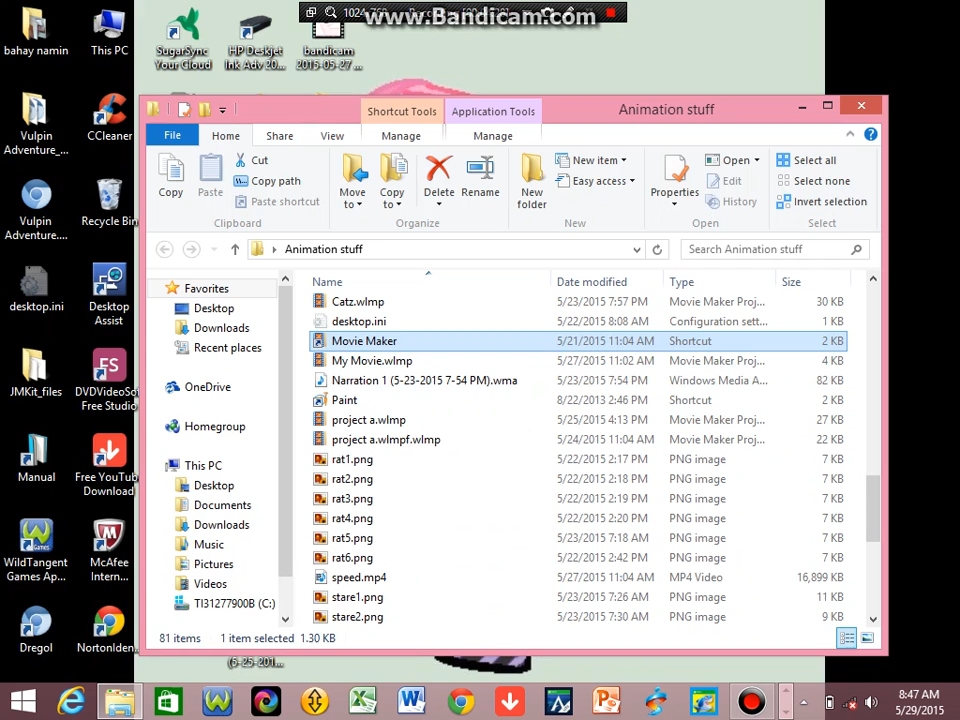 www.Bandicam.com
bahay namin
This PC
SugarSync
Your Cloud
HP Deskjet
Ink Adv 20...
bandicam
2015-05-27 ...
Vulpin
Adventure_...
CCleaner
Vulpin
Adventure....
Recycle Bin
desktop.ini
Desktop
Assist
JMKit_files
DVDVideoSoft
Free Studio
Manual
Free YouTube
Download
WildTangent
Games Ap...
McAfee
Intern...
Dregol
NortonIden...
Shortcut Tools
Application Tools
Animation stuff
File
Home
Share
View
Manage
Manage
Copy
Paste
Cut
Copy path
Paste shortcut
Clipboard
Move
to
Copy
to
Delete
Rename
Organize
New
folder
New item
Easy access
New
Properties
Open
Edit
History
Open
Select all
Select none
Invert selection
Select
Animation stuff
Search Animation stuff
Favorites
Desktop
Downloads
Recent places
OneDrive
Homegroup
This PC
Desktop
Documents
Downloads
Music
Pictures
Videos
TI31277900B (C:)
Name Date modified Type Size
Catz.wlmp 5/23/2015 7:57 PM Movie Maker Proj... 30 KB
desktop.ini 5/22/2015 8:08 AM Configuration sett... 1 KB
Movie Maker 5/21/2015 11:04 AM Shortcut 2 KB
My Movie.wlmp 5/27/2015 11:02 AM Movie Maker Proj... 4 KB
Narration 1 (5-23-2015 7-54 PM).wma 5/23/2015 7:54 PM Windows Media A... 82 KB
Paint 8/22/2013 2:46 PM Shortcut 2 KB
project a.wlmp 5/25/2015 4:13 PM Movie Maker Proj... 27 KB
project a.wlmpf.wlmp 5/24/2015 11:04 AM Movie Maker Proj... 22 KB
rat1.png 5/22/2015 2:17 PM PNG image 7 KB
rat2.png 5/22/2015 2:18 PM PNG image 7 KB
rat3.png 5/22/2015 2:19 PM PNG image 7 KB
rat4.png 5/22/2015 2:20 PM PNG image 7 KB
rat5.png 5/23/2015 7:18 AM PNG image 7 KB
rat6.png 5/22/2015 2:42 PM PNG image 7 KB
speed.mp4 5/27/2015 11:04 AM MP4 Video 16,899 KB
stare1.png 5/23/2015 7:26 AM PNG image 11 KB
stare2.png 5/23/2015 7:30 AM PNG image 9 KB
81 items 1 item selected 1.30 KB
8:47 AM
5/29/2015